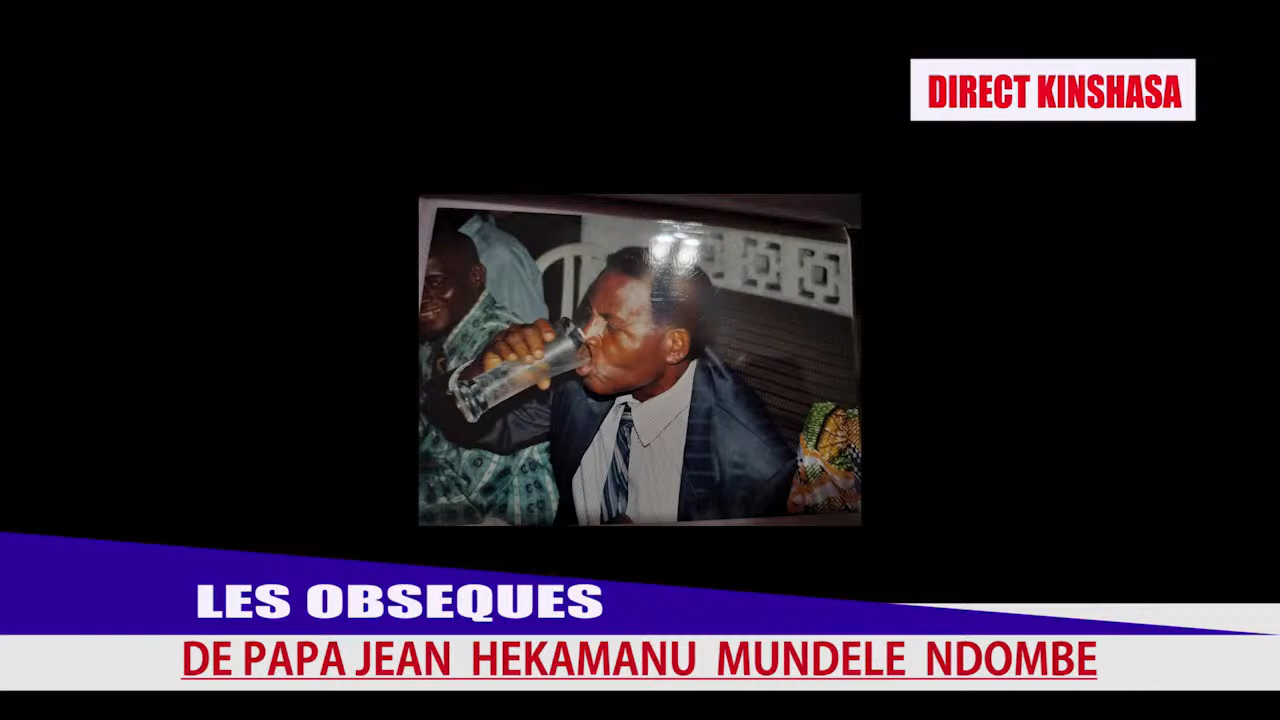 DIRECT KINSHASA
LES OBSEQUES
DE PAPA JEAN HEKAMANU MUNDELE NDOMBE